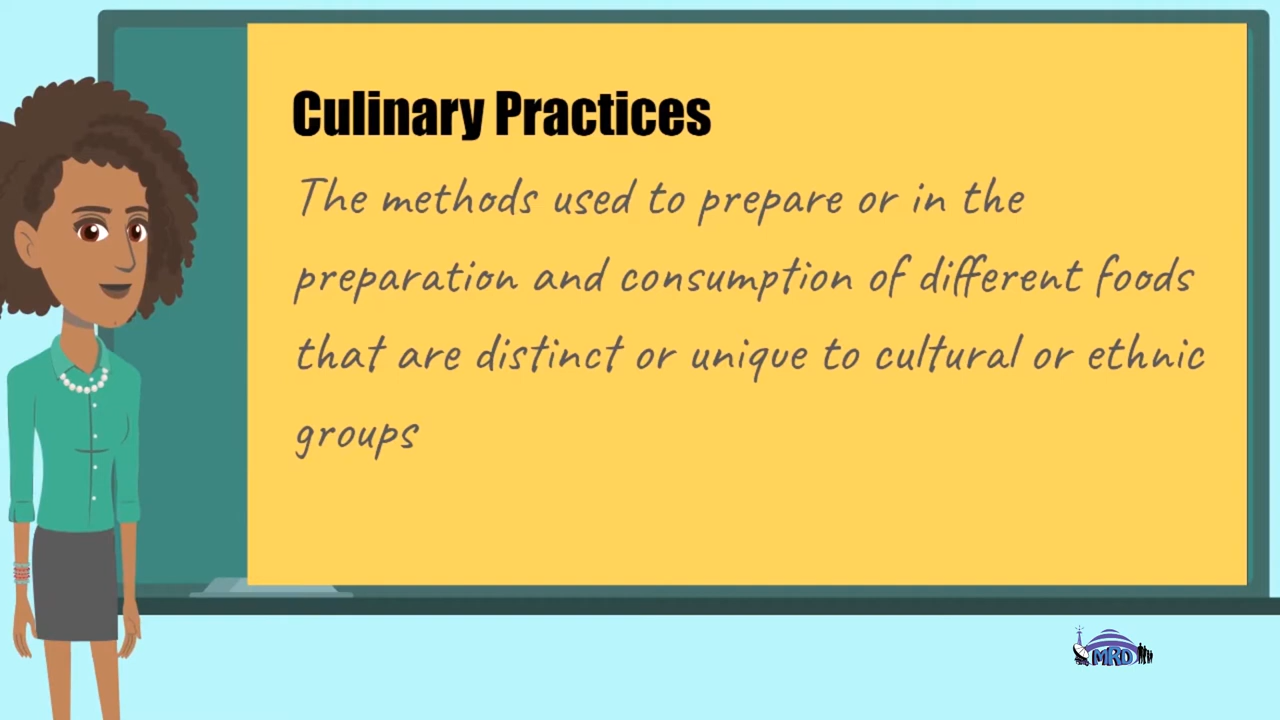 Culinary Practices
The methods used to prepare or in the
preparation and consumption of different foods
that are distinct or unique to cultural or ethnic
groups
MRD